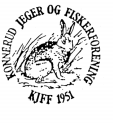 KONNERUD JEGER OG FISKERFORENING
KJFF 1951